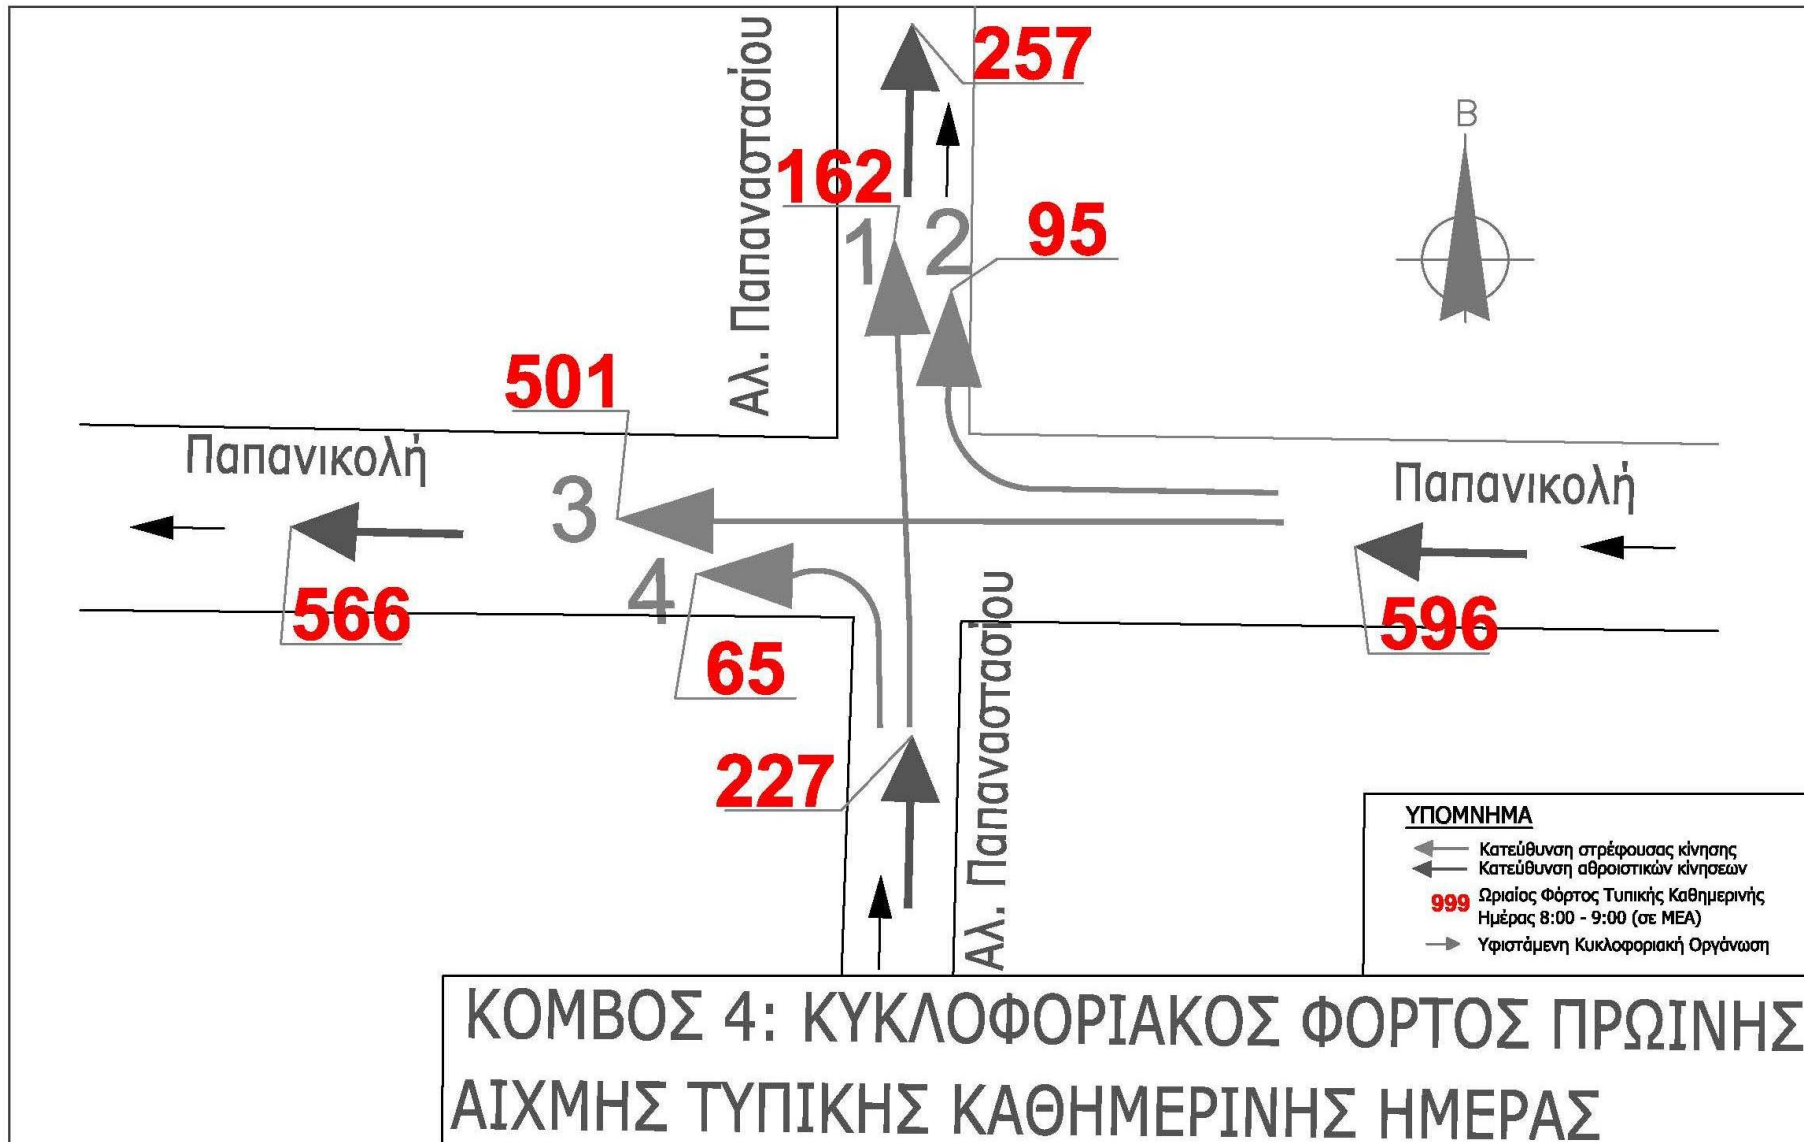 257
Αλ. Παπαναστασίου
162
1
2
95
Β
501
Παπανικολή
3
Παπανικολή
4
566
65
596
Αλ. Παπαναστασίου
227
ΥΠΟΜΝΗΜΑ
Κατεύθυνση στρέφουσας κίνησης
Κατεύθυνση αθροιστικών κίνησεων
999 Ωριαίος Φόρτος Τυπικής Καθημερινής
Ημέρας 8:00 - 9:00 (σε ΜΕΑ)
Υφιστάμενη Κυκλοφοριακή Οργάνωση
ΚΟΜΒΟΣ 4: ΚΥΚΛΟΦΟΡΙΑΚΟΣ ΦΟΡΤΟΣ ΠΡΩΙΝΗΣ
ΑΙΧΜΗΣ ΤΥΠΙΚΗΣ ΚΑΘΗΜΕΡΙΝΗΣ ΗΜΕΡΑΣ